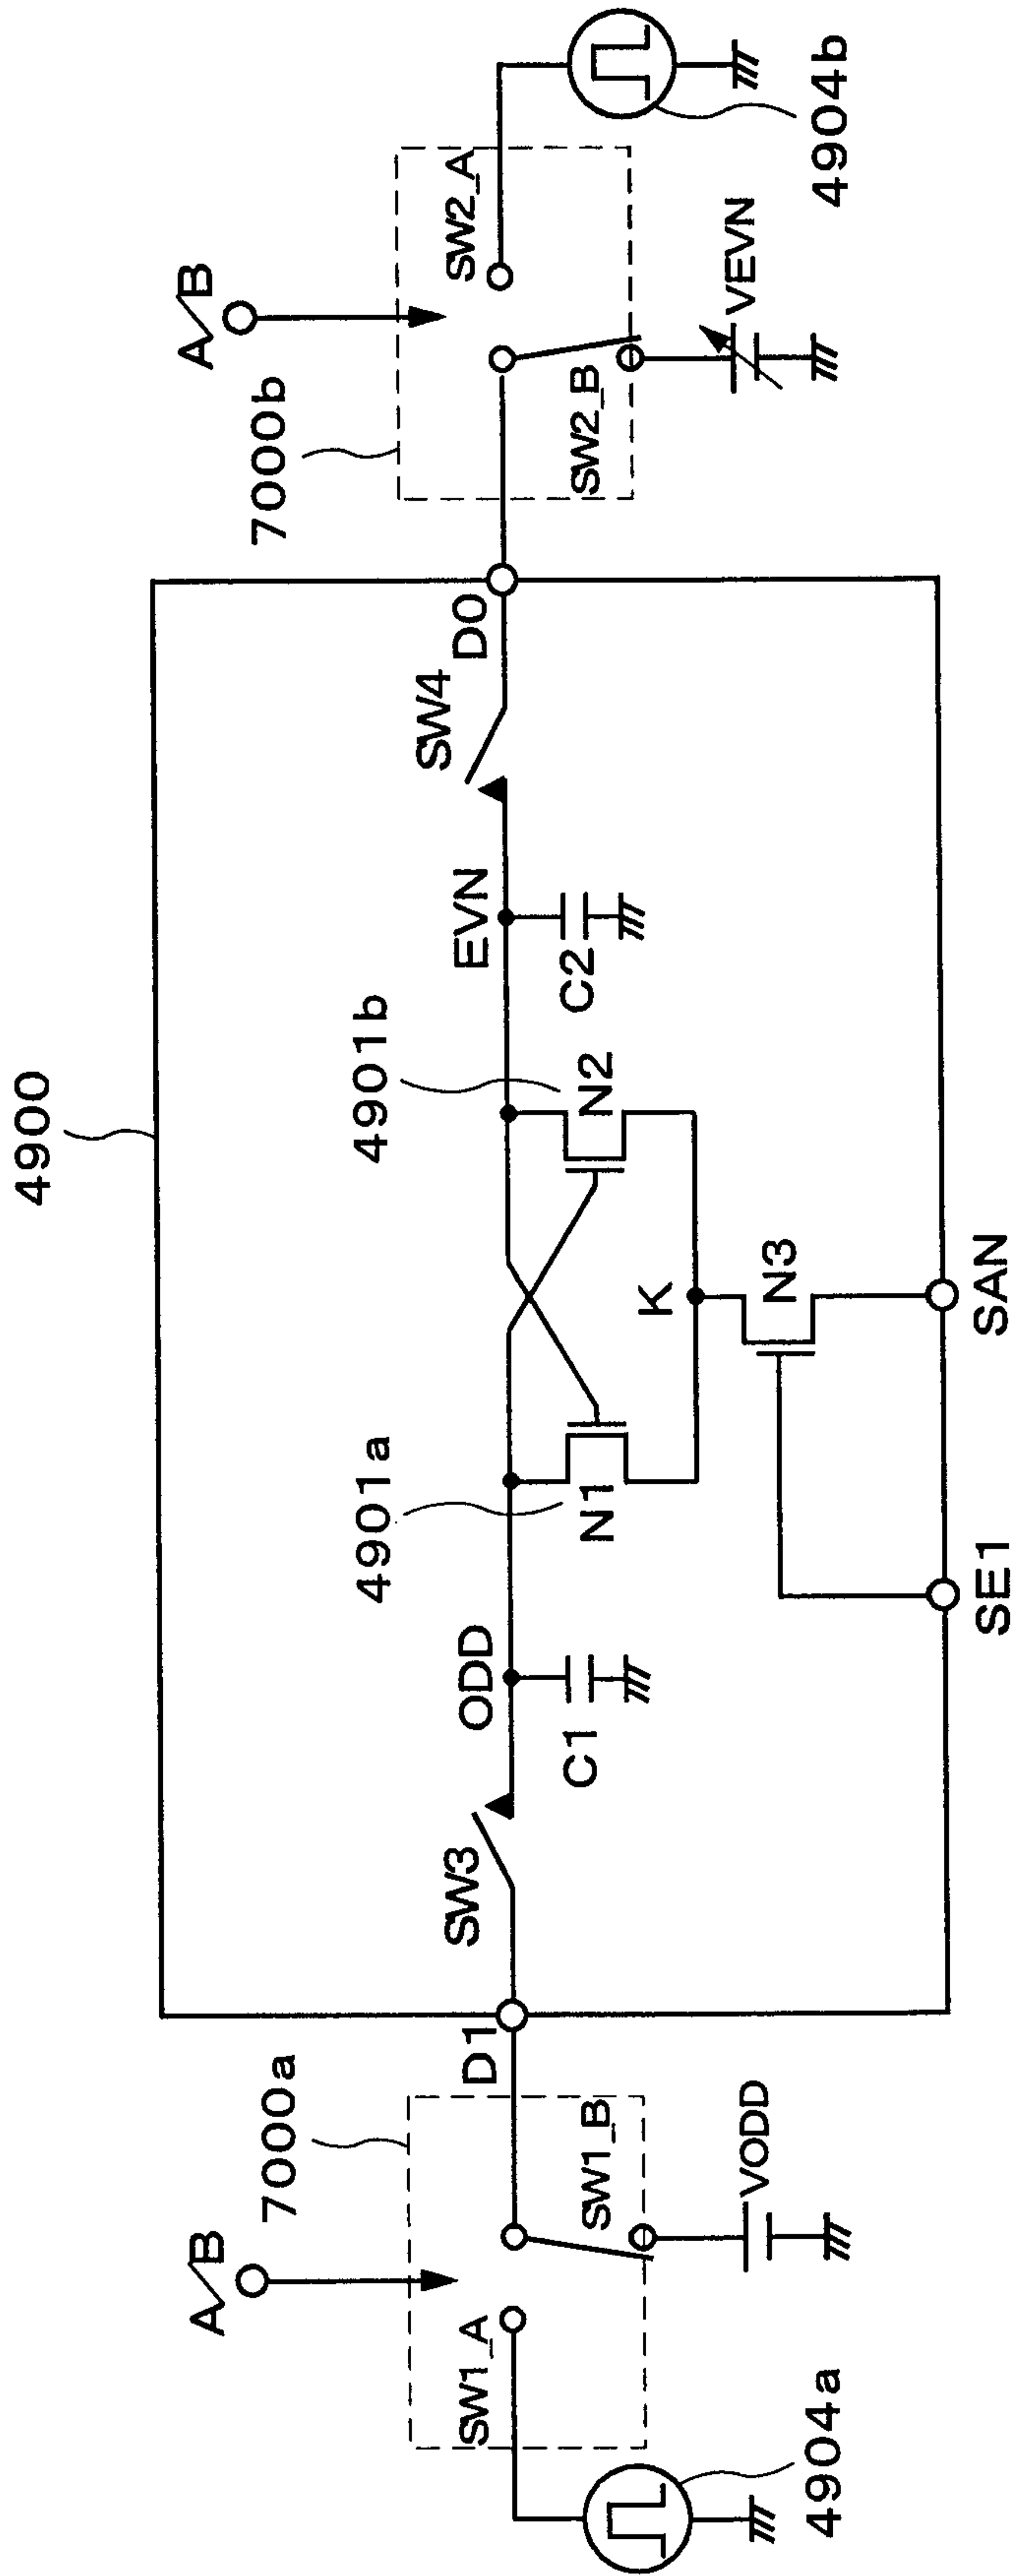 4900
A/B
7000a
SW1_A
SW1_B
VODD
4904a
D1
SW3
ODD
C1
4901a
N1
4901b
N2
K
N3
EVN
C2
SW4
D0
SE1
SAN
A/B
7000b
SW2_A
SW2_B
VEVN
4904b